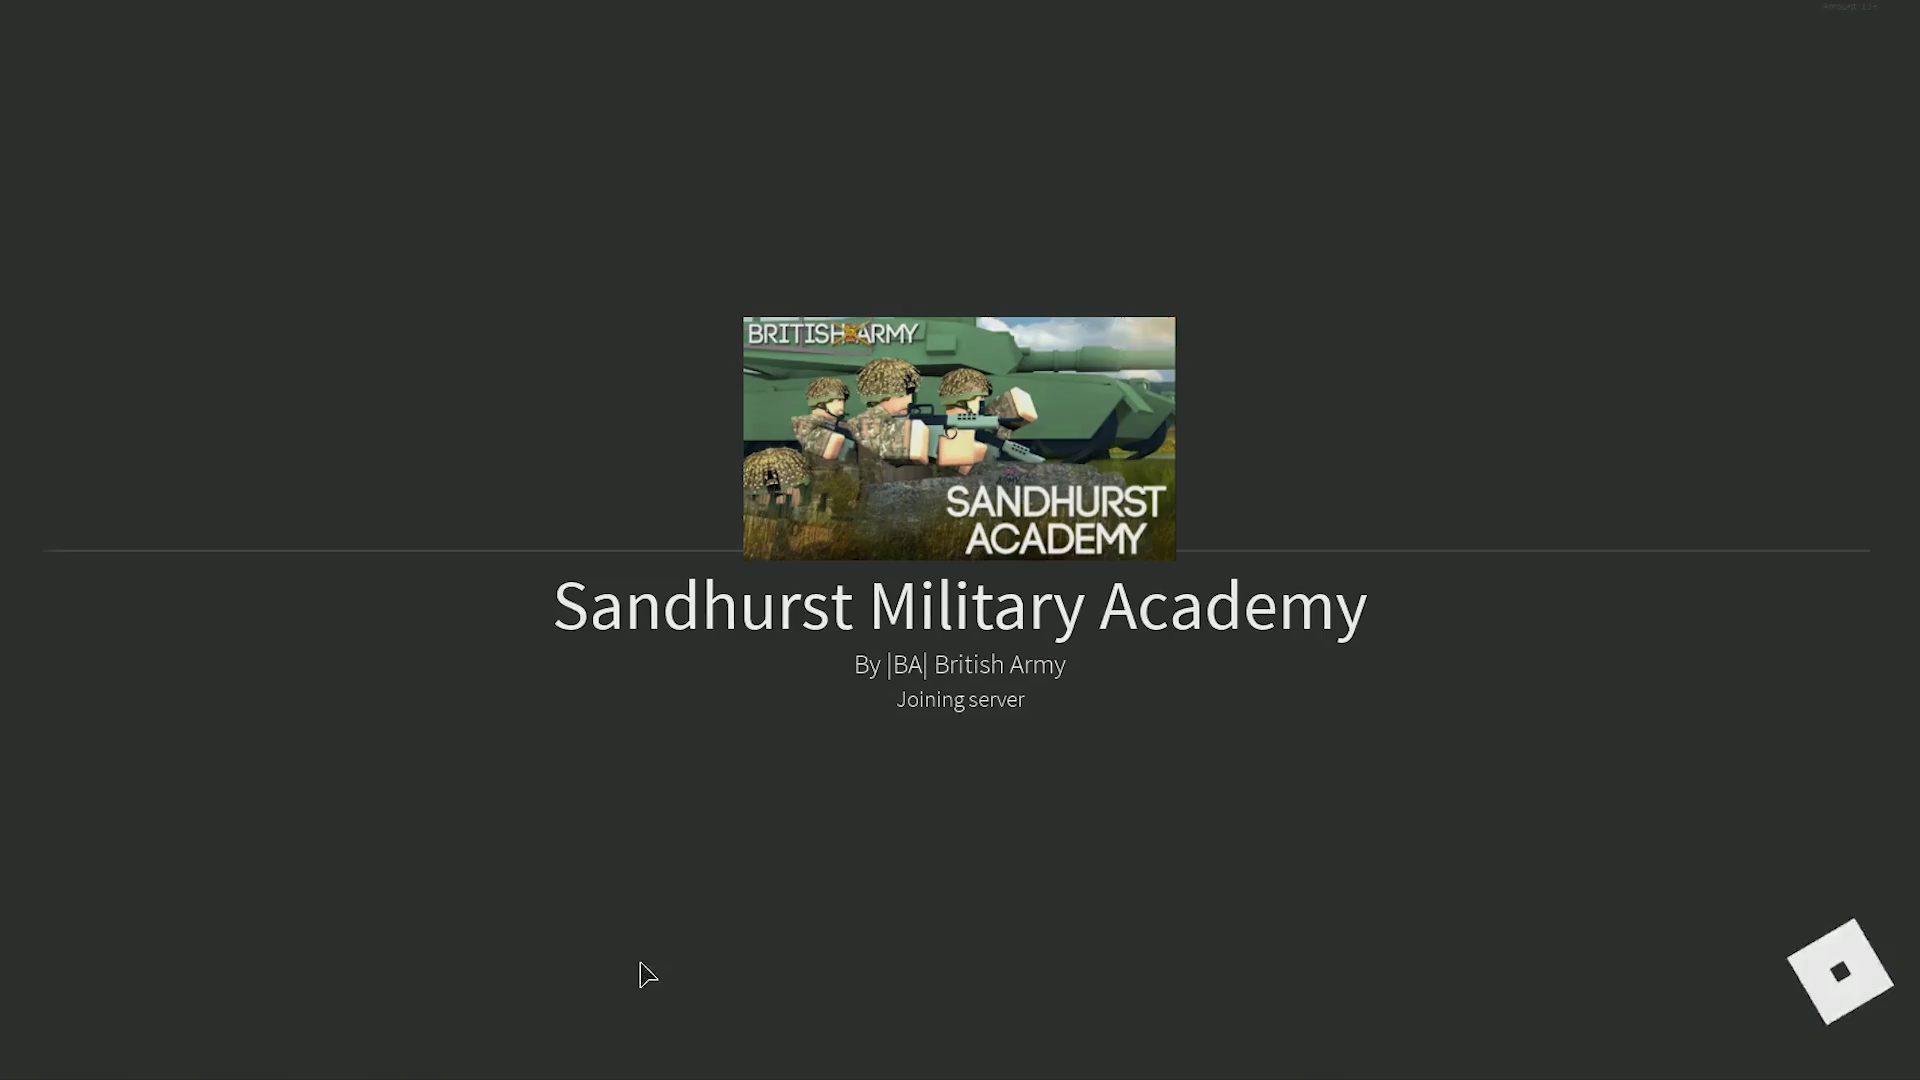 BRITISH ARMY
SANDHURST
ACADEMY
Sandhurst Military Academy
By |BA| British Army
Joining server